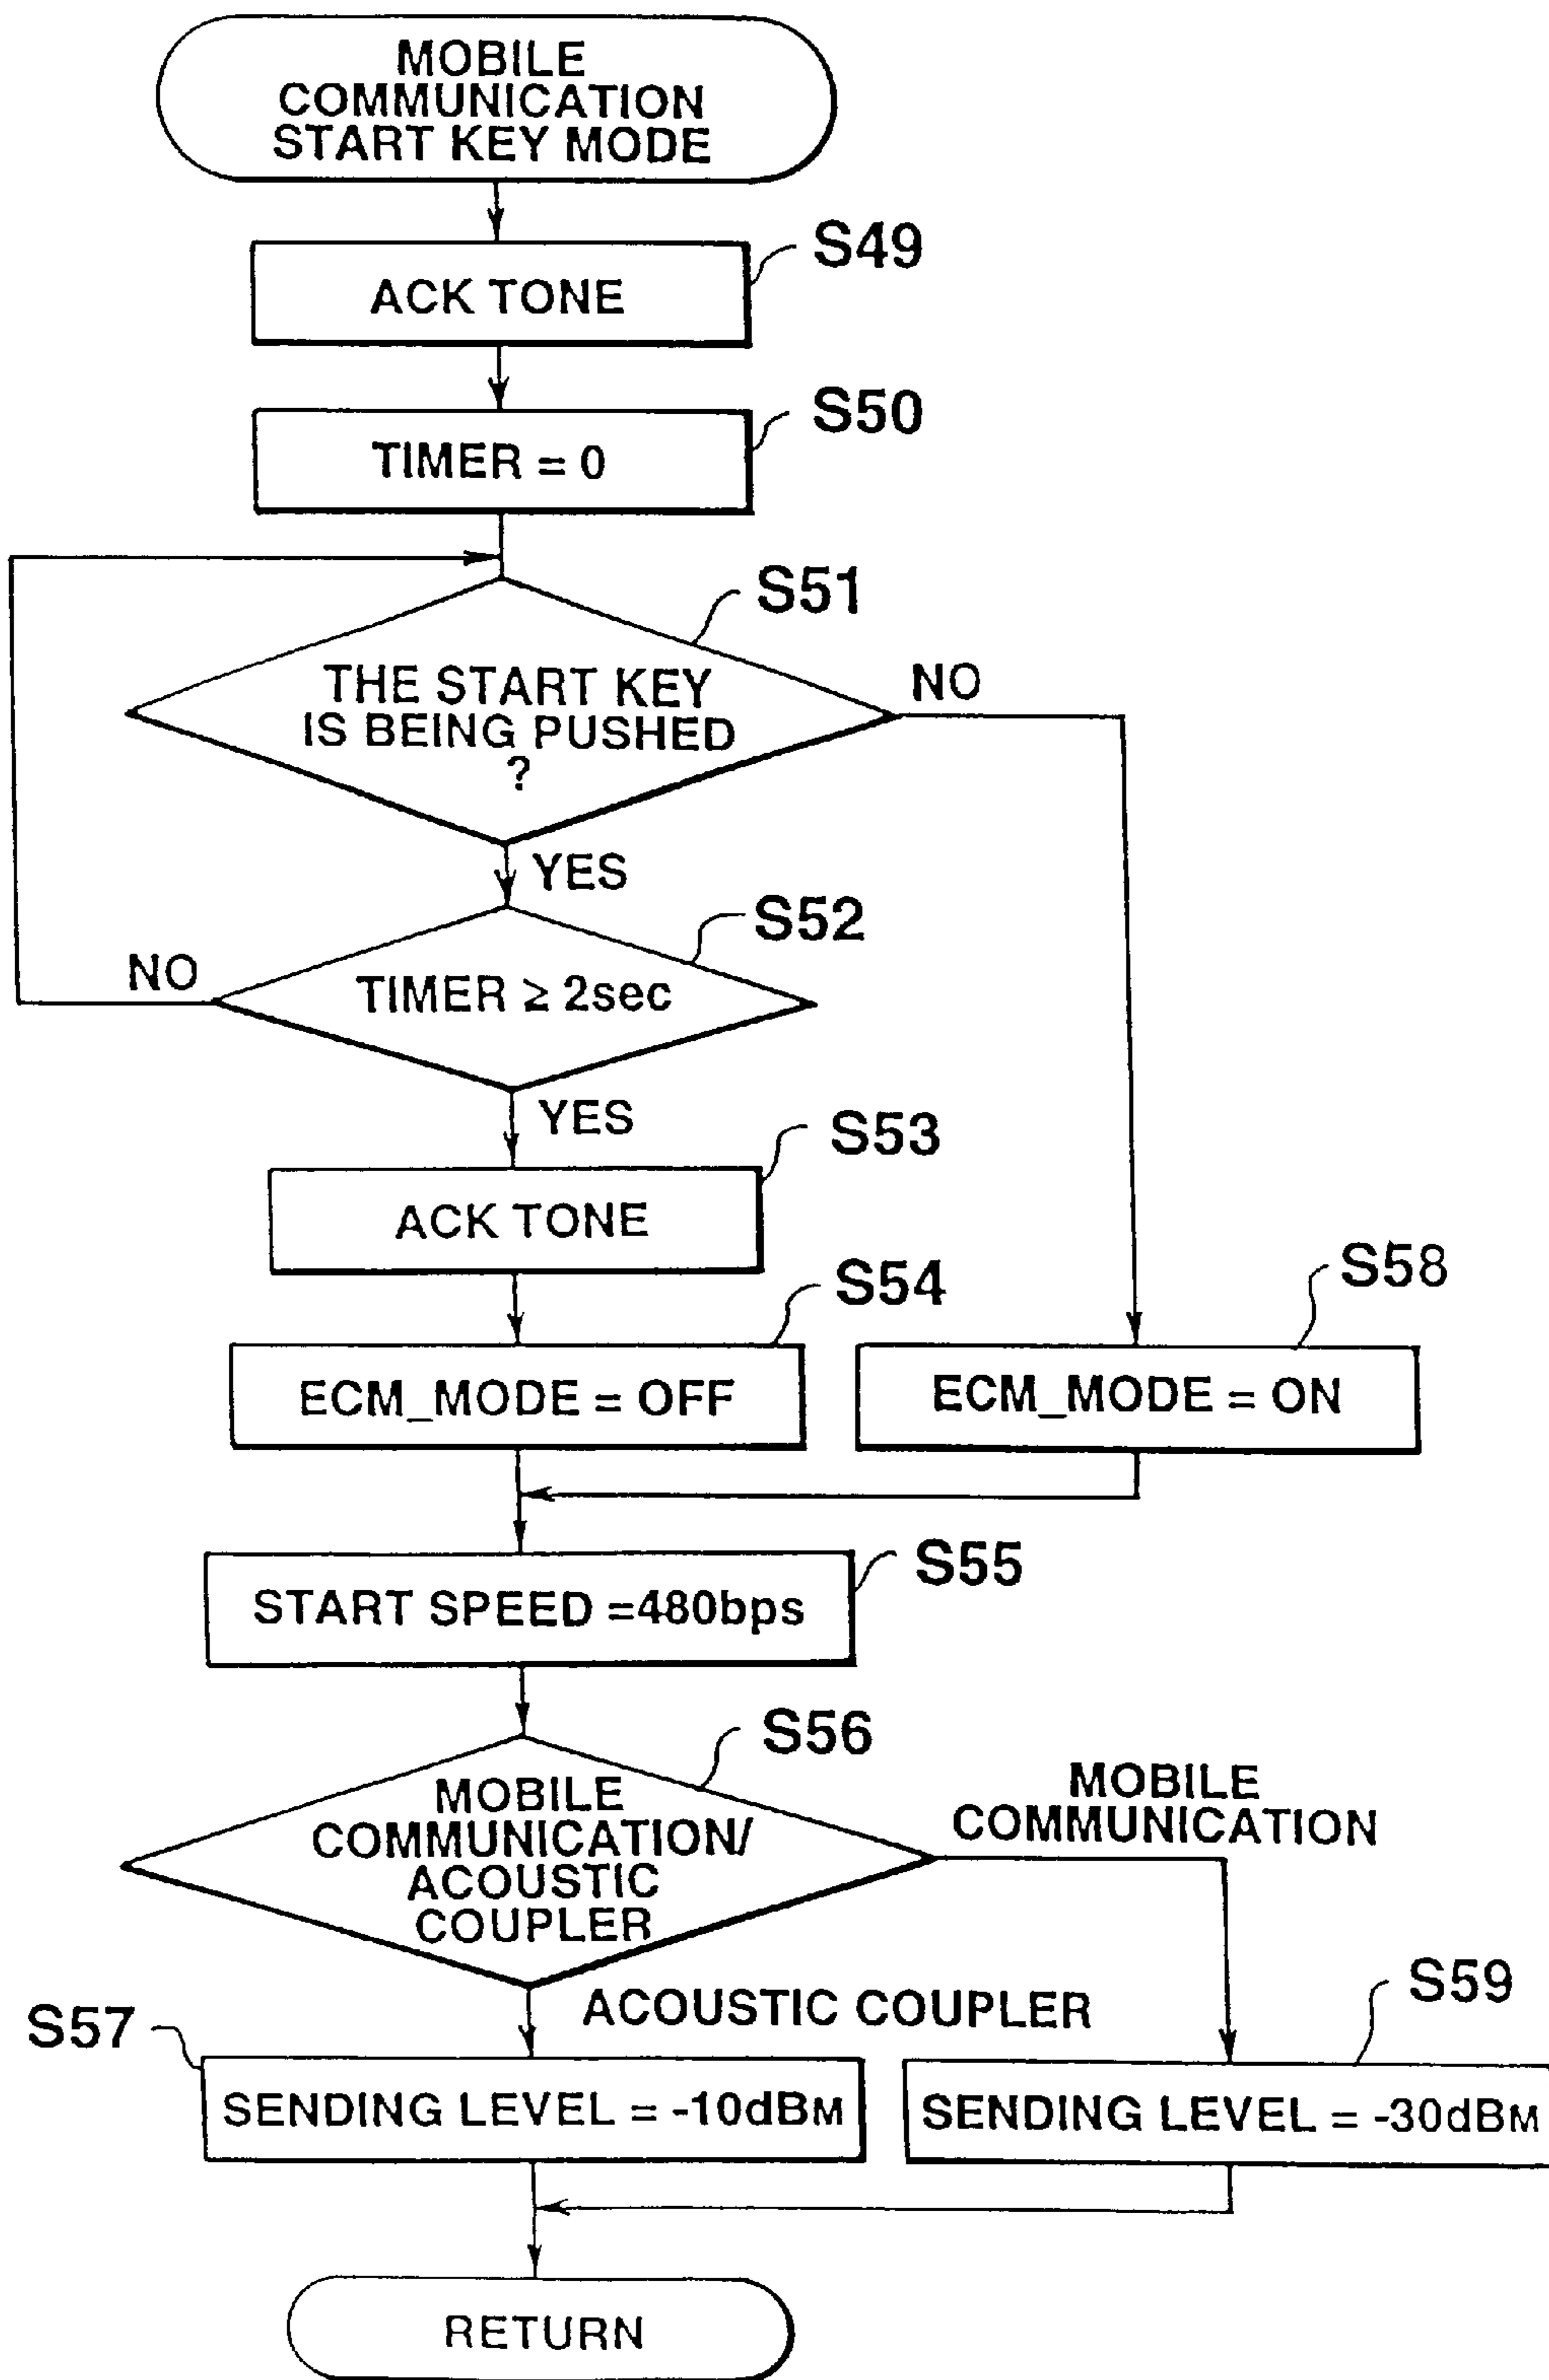 MOBILE
COMMUNICATION
START KEY MODE
S49
ACK TONE
S50
TIMER = 0
S51
THE START KEY
IS BEING PUSHED
?
NO
YES
S52
NO
TIMER ≥ 2sec
YES
S53
ACK TONE
S54
S58
ECM_MODE = OFF
ECM_MODE = ON
S55
START SPEED =480bps
S56
MOBILE
COMMUNICATION/
ACOUSTIC
COUPLER
MOBILE
COMMUNICATION
ACOUSTIC COUPLER
S57
S59
SENDING LEVEL = -10dBM
SENDING LEVEL = -30dBM
RETURN